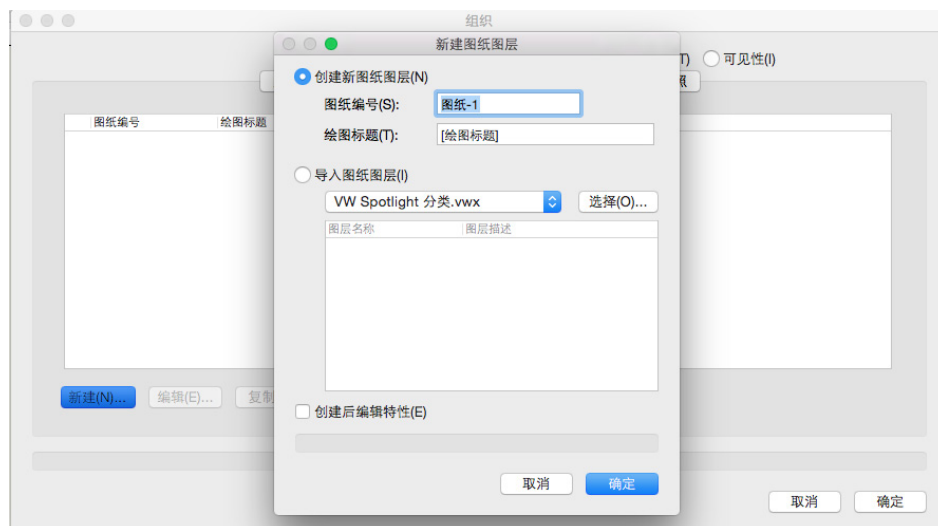 组织
新建图纸图层
T) 可见性(I)
创建新图纸图层(N)
照
图纸编号(S): 图纸-1
图纸编号 绘图标题
绘图标题(T): [绘图标题]
导入图纸图层(I)
VW Spotlight 分类.vwx 选择(O)...
图层名称 图层描述
新建(N)... 编辑(E)... 复制
创建后编辑特性(E)
取消 确定
取消 确定